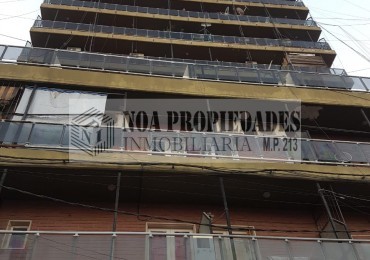 NOA PROPIEDADES
INMOBILIARIA M.P. 213